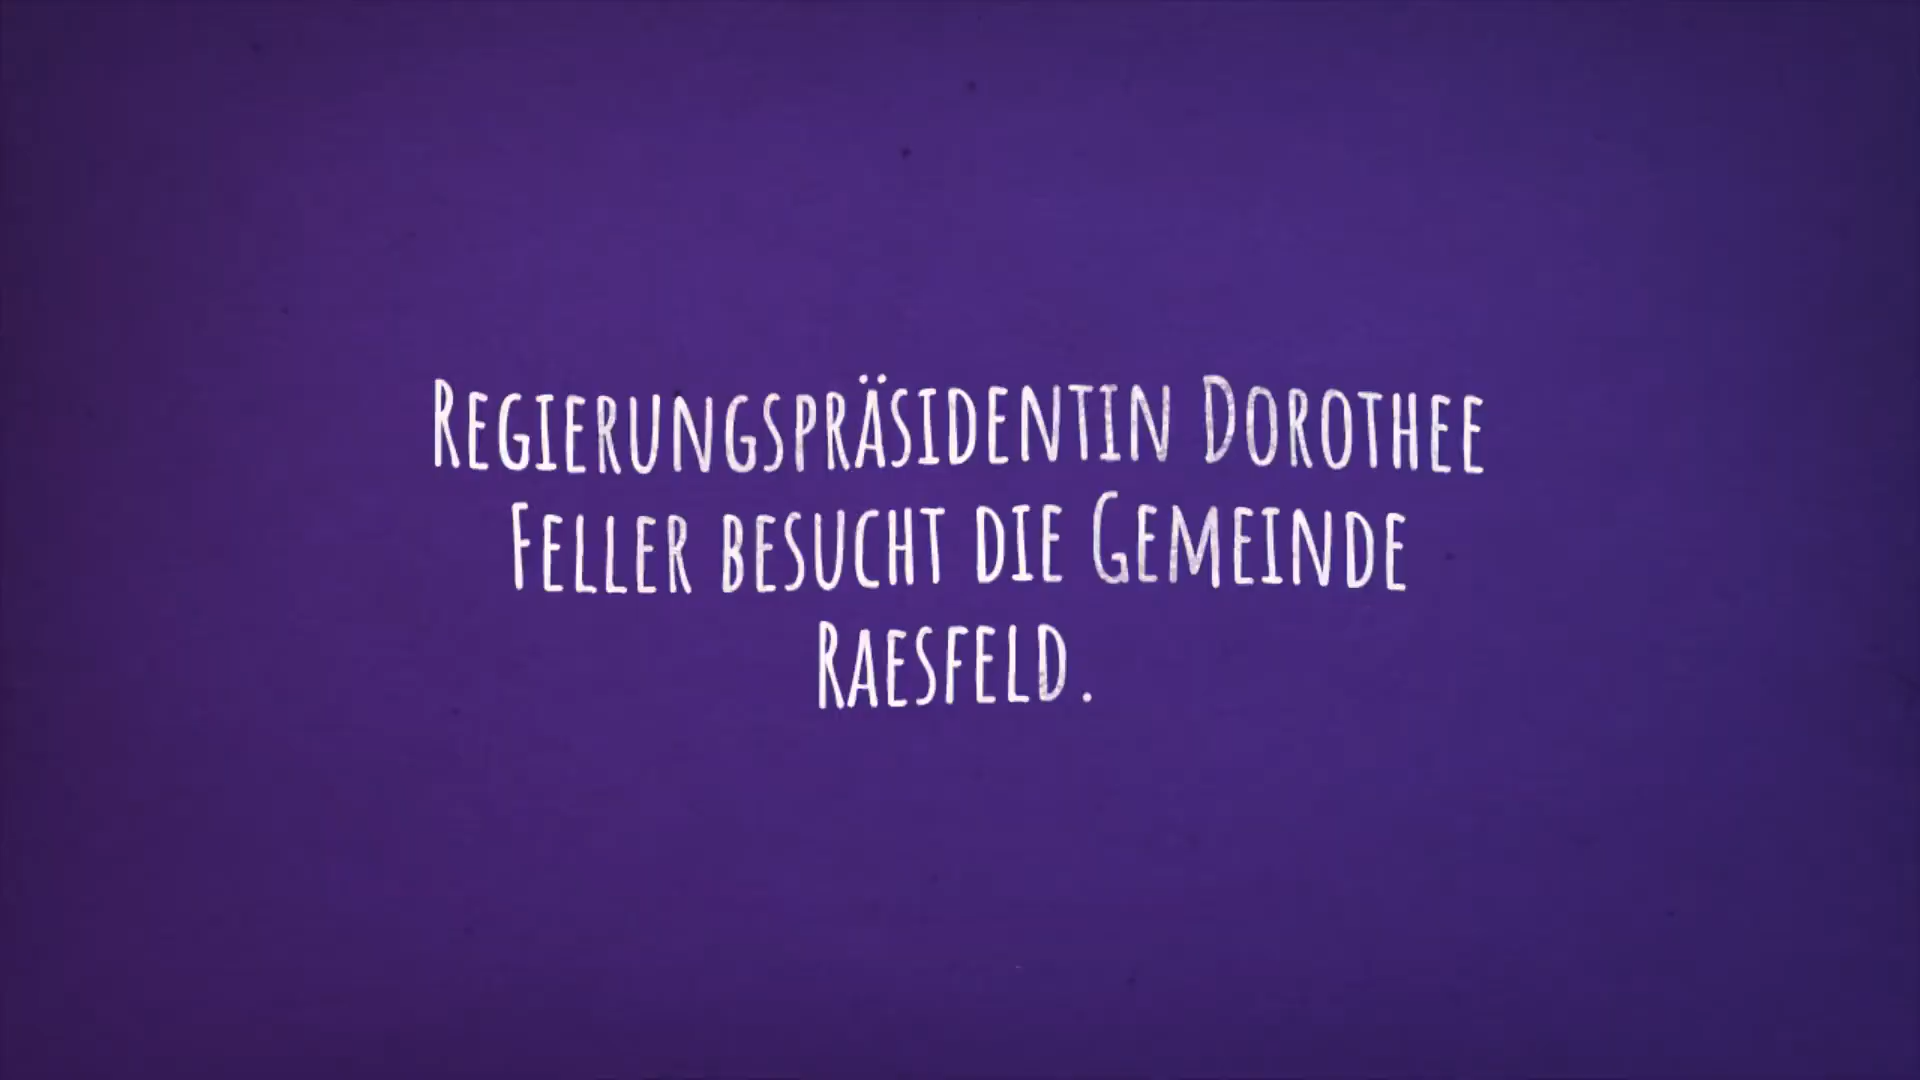 Regierungspräsidentin Dorothee
Feller besucht die Gemeinde
Raesfeld.